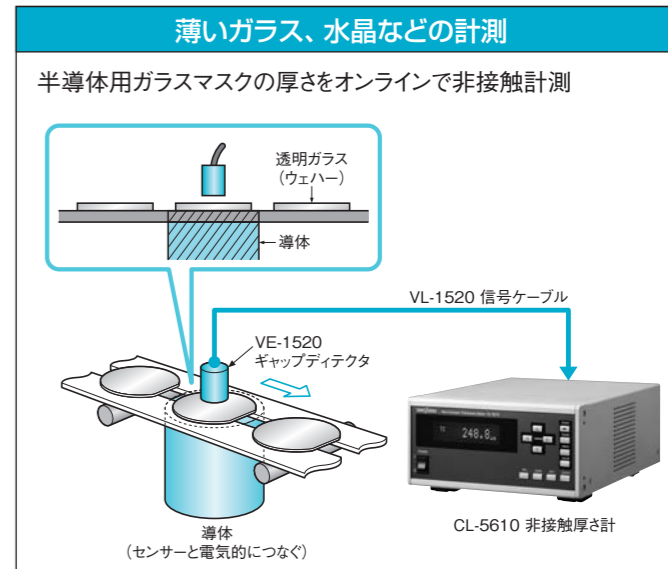 薄いガラス、水晶などの計測
半導体用ガラスマスクの厚さをオンラインで非接触計測
透明ガラス
(ウェハー)
導体
VL-1520 信号ケーブル
VE-1520
ギャップディテクタ
248.8
導体
(センサーと電気的につなぐ)
CL-5610 非接触厚さ計